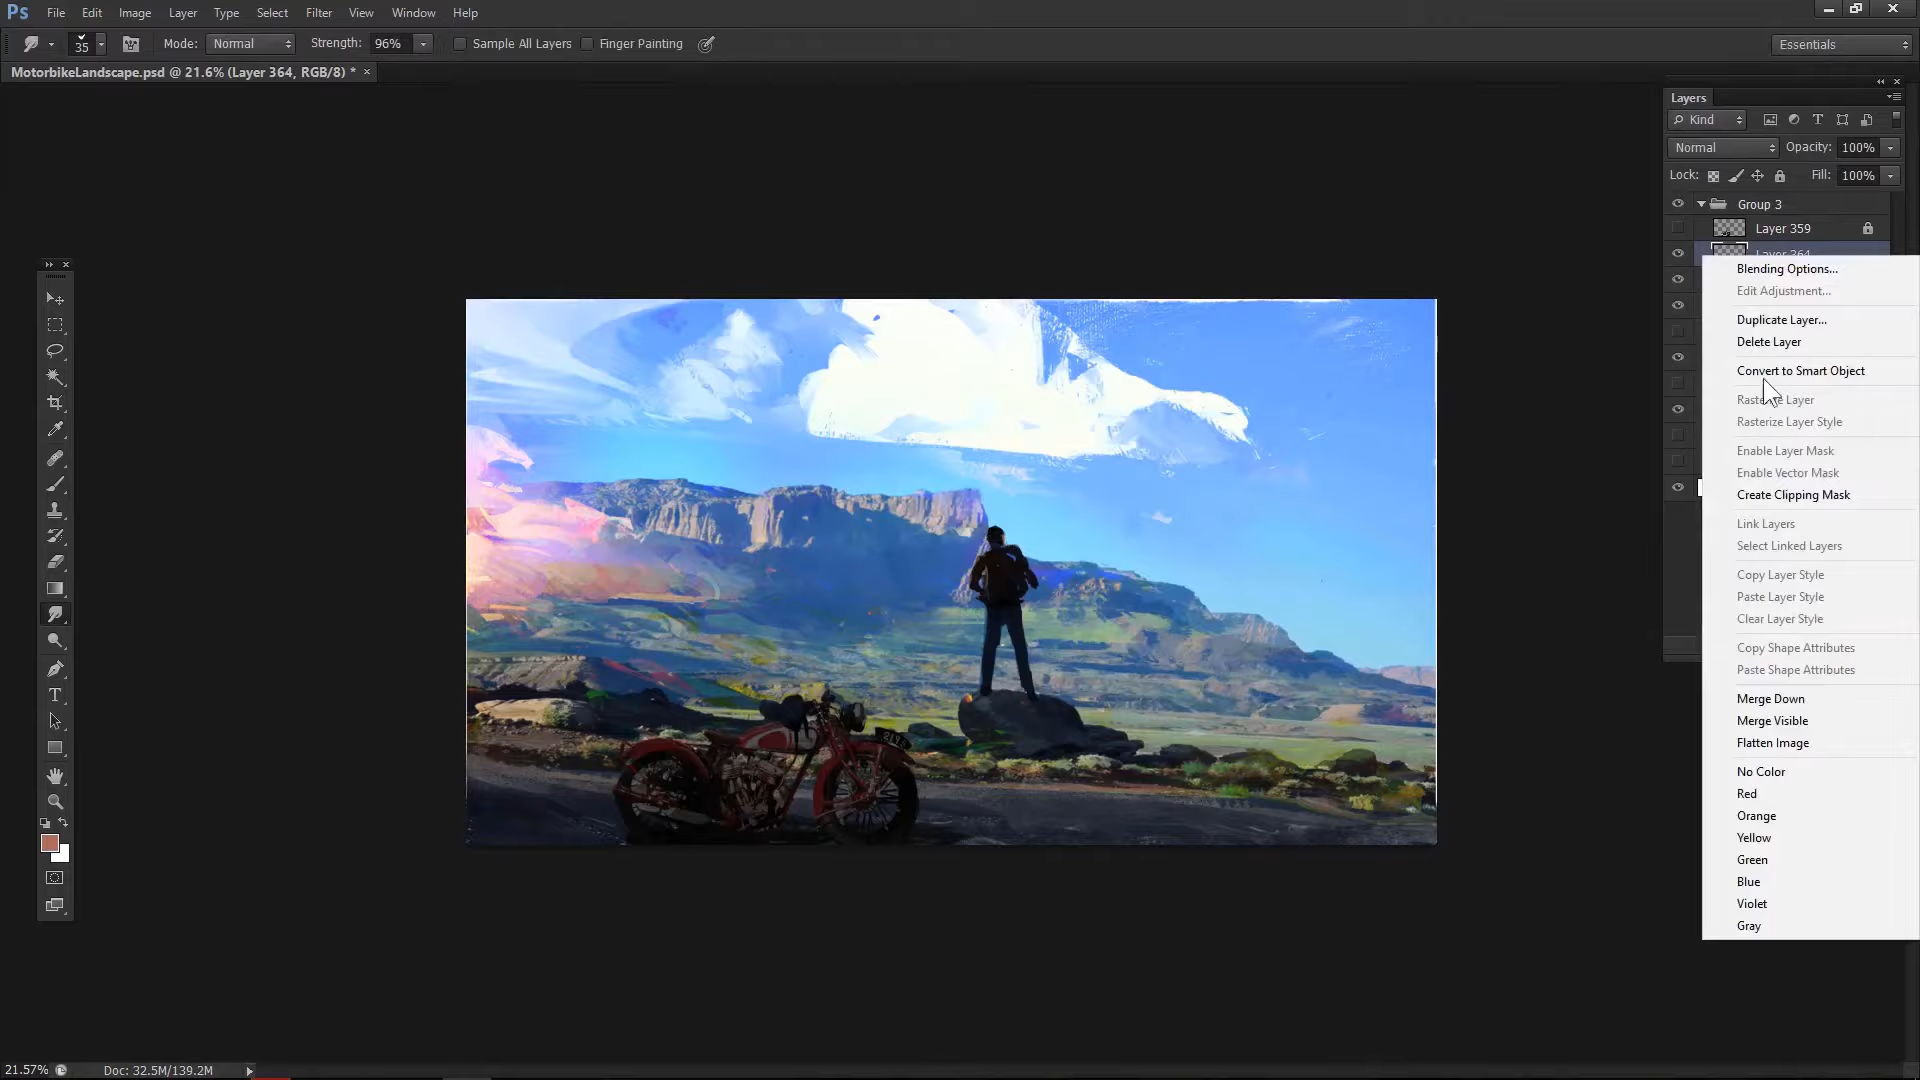 Ps File Edit Image Layer Type Select Filter View Window Help
35 Mode: Normal Strength: 96% Sample All Layers Finger Painting Essentials
MotorbikeLandscape.psd @ 21.6% (Layer 364, RGB/8) * ×
Layers
Kind
Normal Opacity: 100%
Lock: Fill: 100%
Group 3
Layer 359
Layer 364
Blending Options...
Edit Adjustment...
Duplicate Layer...
Delete Layer
Convert to Smart Object
Rasterize Layer
Rasterize Layer Style
Enable Layer Mask
Enable Vector Mask
Create Clipping Mask
Link Layers
Select Linked Layers
Copy Layer Style
Paste Layer Style
Clear Layer Style
Copy Shape Attributes
Paste Shape Attributes
Merge Down
Merge Visible
Flatten Image
No Color
Red
Orange
Yellow
Green
Blue
Violet
Gray
21.57% Doc: 32.5M/139.2M